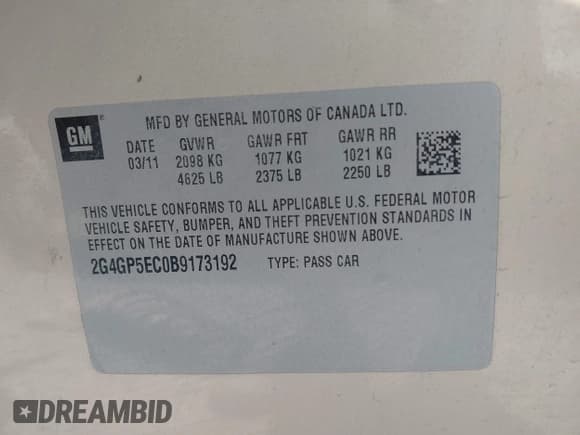 GM ® MFD BY GENERAL MOTORS OF CANADA LTD.
DATE GVWR GAWR FRT GAWR RR
03/11 2098 KG 1077 KG 1021 KG
4625 LB 2375 LB 2250 LB
THIS VEHICLE CONFORMS TO ALL APPLICABLE U.S. FEDERAL MOTOR
VEHICLE SAFETY, BUMPER, AND THEFT PREVENTION STANDARDS IN
EFFECT ON THE DATE OF MANUFACTURE SHOWN ABOVE.
2G4GP5EC0B9173192 TYPE: PASS CAR
DREAMBID